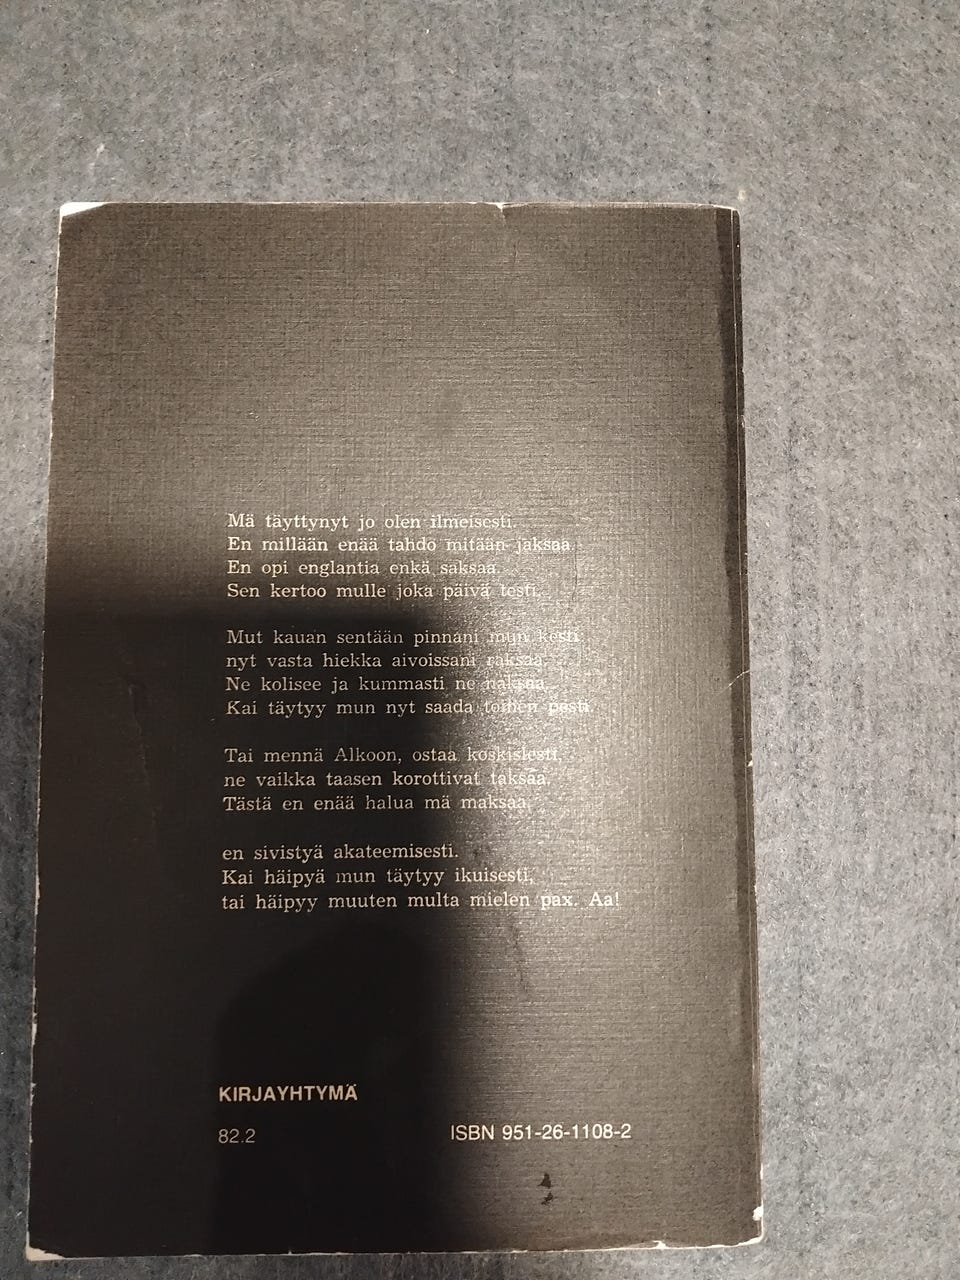 Mä täyttynyt jo olen ilmeisesti.
En millään enää tahdo mitään jaksaa.
En opi englantia enkä saksaa.
Sen kertoo mulle joka päivä testi.
Mut kauan sentään pinnani mun kesti
nyt vasta hiekka aivoissani raksaa.
Ne kolisee ja kummasti ne
Kai täytyy mun nyt saada toinen pesti.
Tai mennä Alkoon, ostaa koskislesti,
ne vaikka taasen korottivat taksaa.
Tästä en enää halua mä maksaa,
en sivistyä akateemisesti.
Kai häipyä mun täytyy ikuisesti,
tai häipyy muuten multa mielen pax. Aa!
KIRJAYHTYMÄ
82.2
ISBN 951-26-1108-2